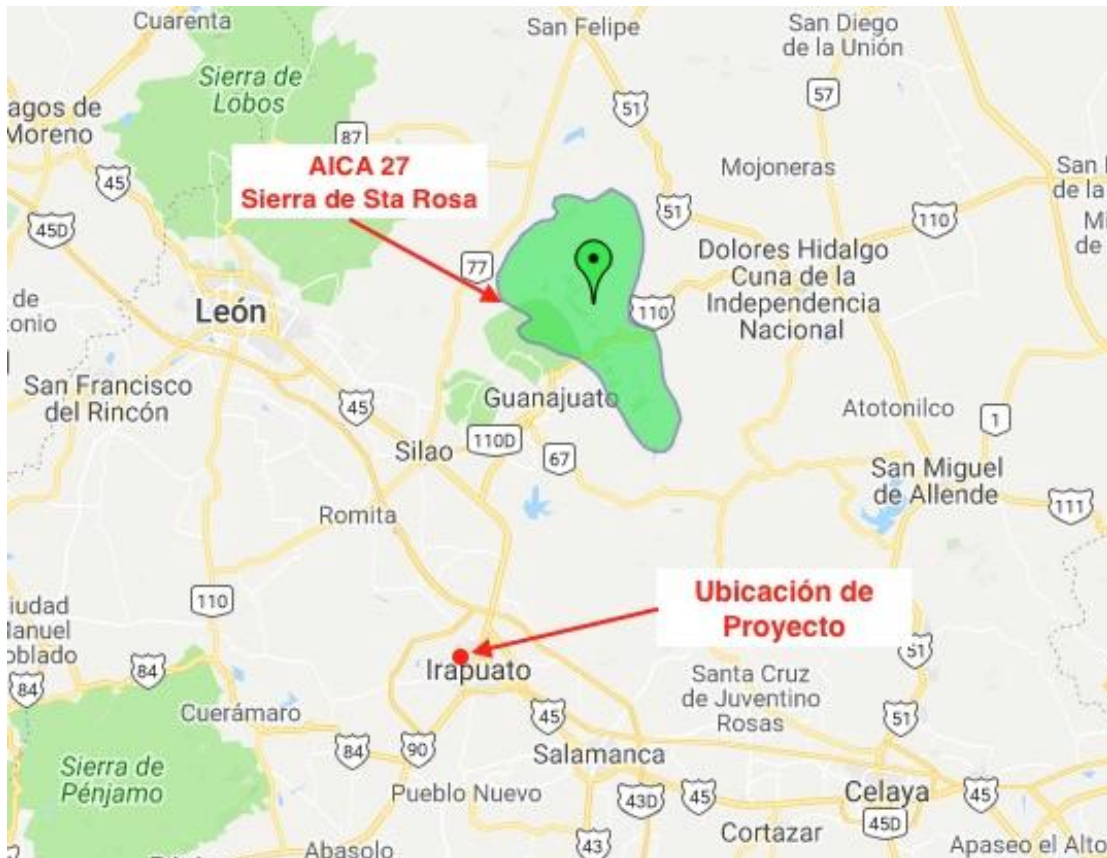 Cuarenta
San Felipe
San Diego
de la Unión
Sierra de
Lobos
57
agos de
Moreno
51
87
AICA 27
Sierra de Sta Rosa
Mojoneras
45
San
de la
45D
51
110
77
Dolores Hidalgo
Cuna de la
Independencia
Nacional
de
onio
León
110
San Francisco
del Rincón
45
Guanajuato
Atotonilco
1
110D
Silao
67
San Miguel
de Allende
Romita
111
110
Ubicación de
Proyecto
iudad
Manuel
oblado
84
84
Irapuato
51
Santa Cruz
de Juventino
Rosas
Cuerámaro
45
51
84
90
Salamanca
Sierra de
Pénjamo
Pueblo Nuevo
43D
45
Celaya
45
45D
Cortazar
Abasolo
43
Apaseo el Alto